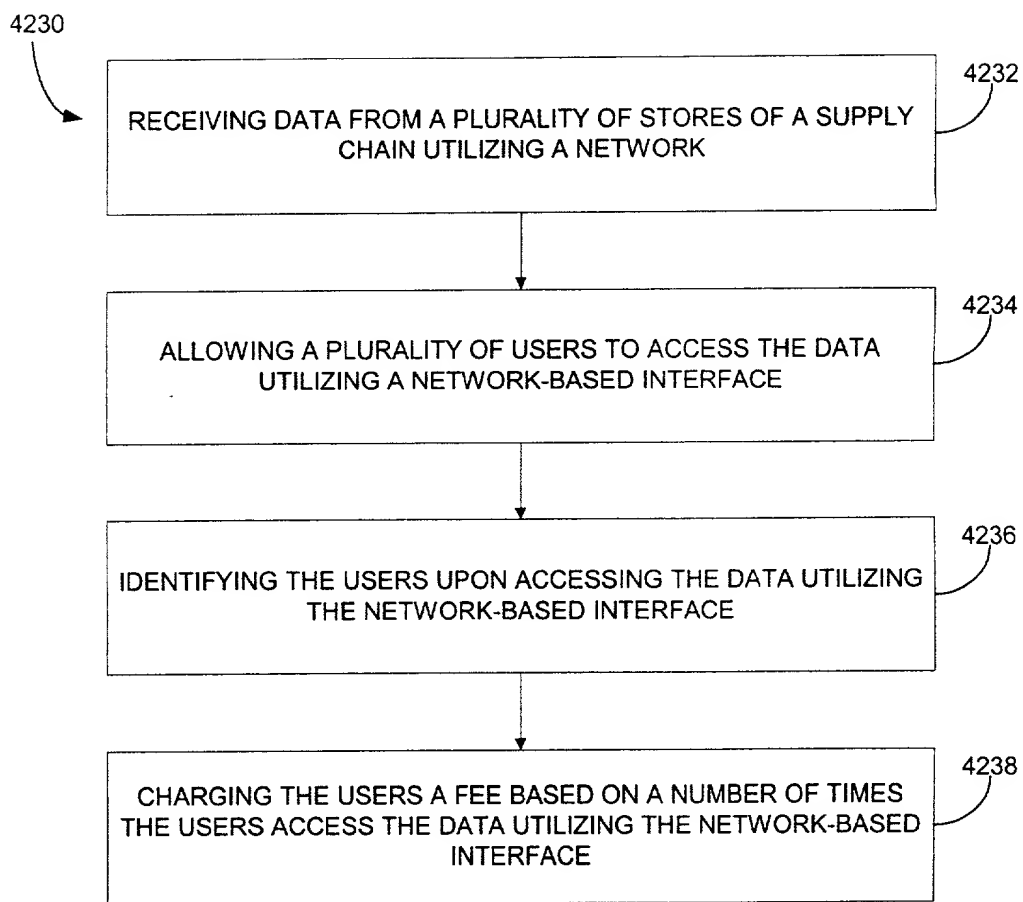 4230
4232
RECEIVING DATA FROM A PLURALITY OF STORES OF A SUPPLY
CHAIN UTILIZING A NETWORK
4234
ALLOWING A PLURALITY OF USERS TO ACCESS THE DATA
UTILIZING A NETWORK-BASED INTERFACE
4236
IDENTIFYING THE USERS UPON ACCESSING THE DATA UTILIZING
THE NETWORK-BASED INTERFACE
4238
CHARGING THE USERS A FEE BASED ON A NUMBER OF TIMES
THE USERS ACCESS THE DATA UTILIZING THE NETWORK-BASED
INTERFACE